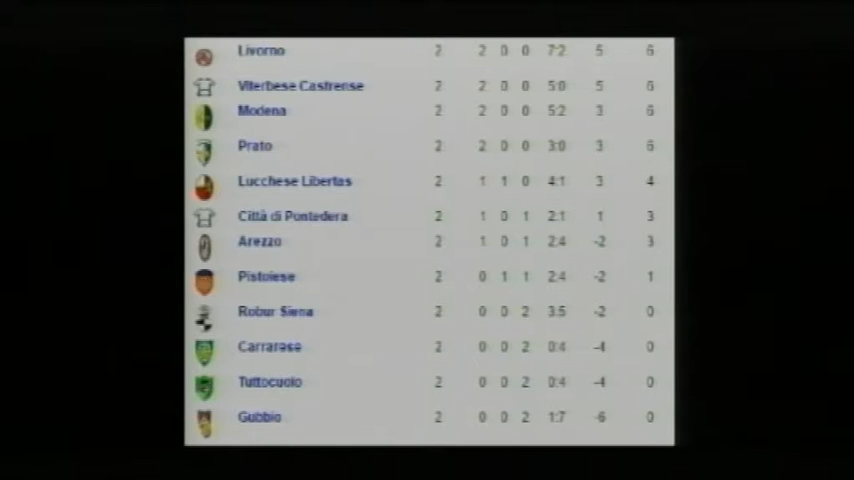 Livorno 2 2 0 0 7:2 5 6
Viterbese Castrense 2 2 0 0 5:0 5 6
Modena 2 2 0 0 5:2 3 6
Prato 2 2 0 0 3:0 3 6
Lucchese Libertas 2 1 1 0 4:1 3 4
Città di Pontedera 2 1 0 1 2:1 1 3
Arezzo 2 1 0 1 2:4 -2 3
Pistoiese 2 0 1 1 2:4 -2 1
Robur Siena 2 0 0 2 3:5 -2 0
Carrarese 2 0 0 2 0:4 -4 0
Tuttocuoio 2 0 0 2 0:4 -4 0
Gubbio 2 0 0 2 1:7 -6 0